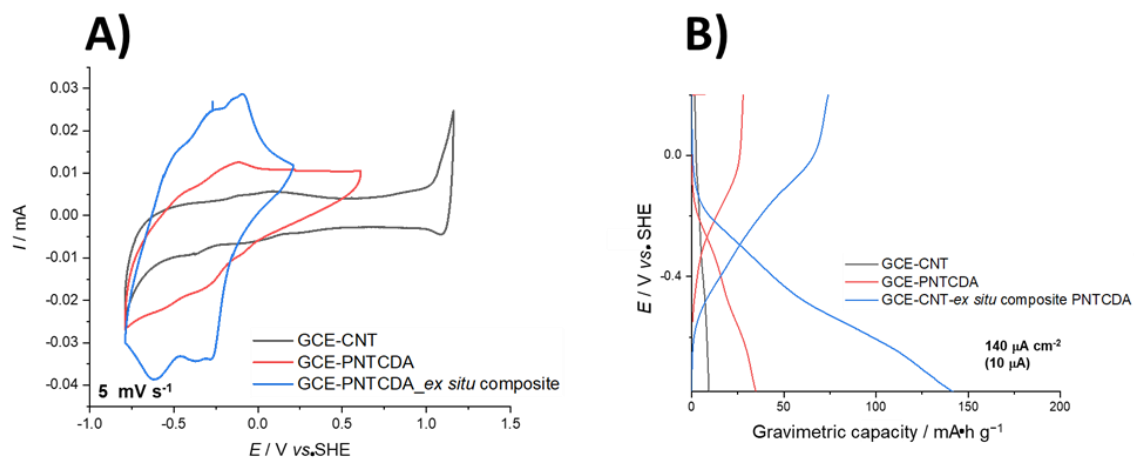 A)
B)
0.03
0.02
0.01
0.00
-0.01
-0.02
-0.03
-0.04
I / mA
GCE-CNT
GCE-PNTCDA
GCE-PNTCDA_ex situ composite
5 mV s⁻¹
-1.0 -0.5 0.0 0.5 1.0 1.5
E / V vs.SHE
0.0
-0.4
E / V vs. SHE
GCE-CNT
GCE-PNTCDA
GCE-CNT-ex situ composite PNTCDA
140 µA cm⁻²
(10 µA)
0 50 100 150 200
Gravimetric capacity / mA•h g⁻¹